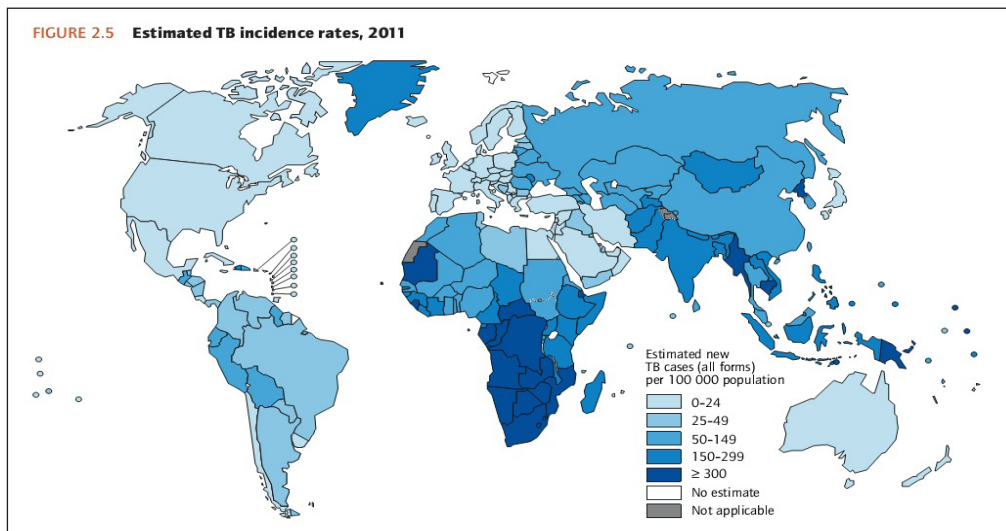 FIGURE 2.5 Estimated TB incidence rates, 2011
Estimated new
TB cases (all forms)
per 100 000 population
0–24
25–49
50–149
150–299
≥ 300
No estimate
Not applicable